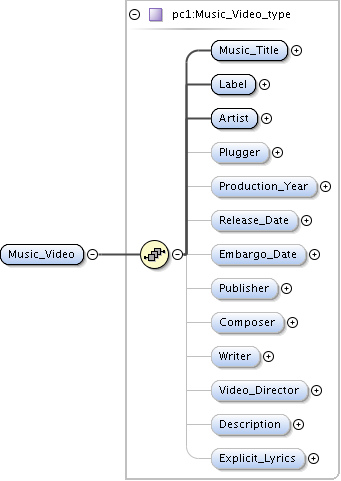 pc1:Music_Video_type
Music_Title
Label
Artist
Plugger
Production_Year
Release_Date
Music_Video
Embargo_Date
Publisher
Composer
Writer
Video_Director
Description
Explicit_Lyrics